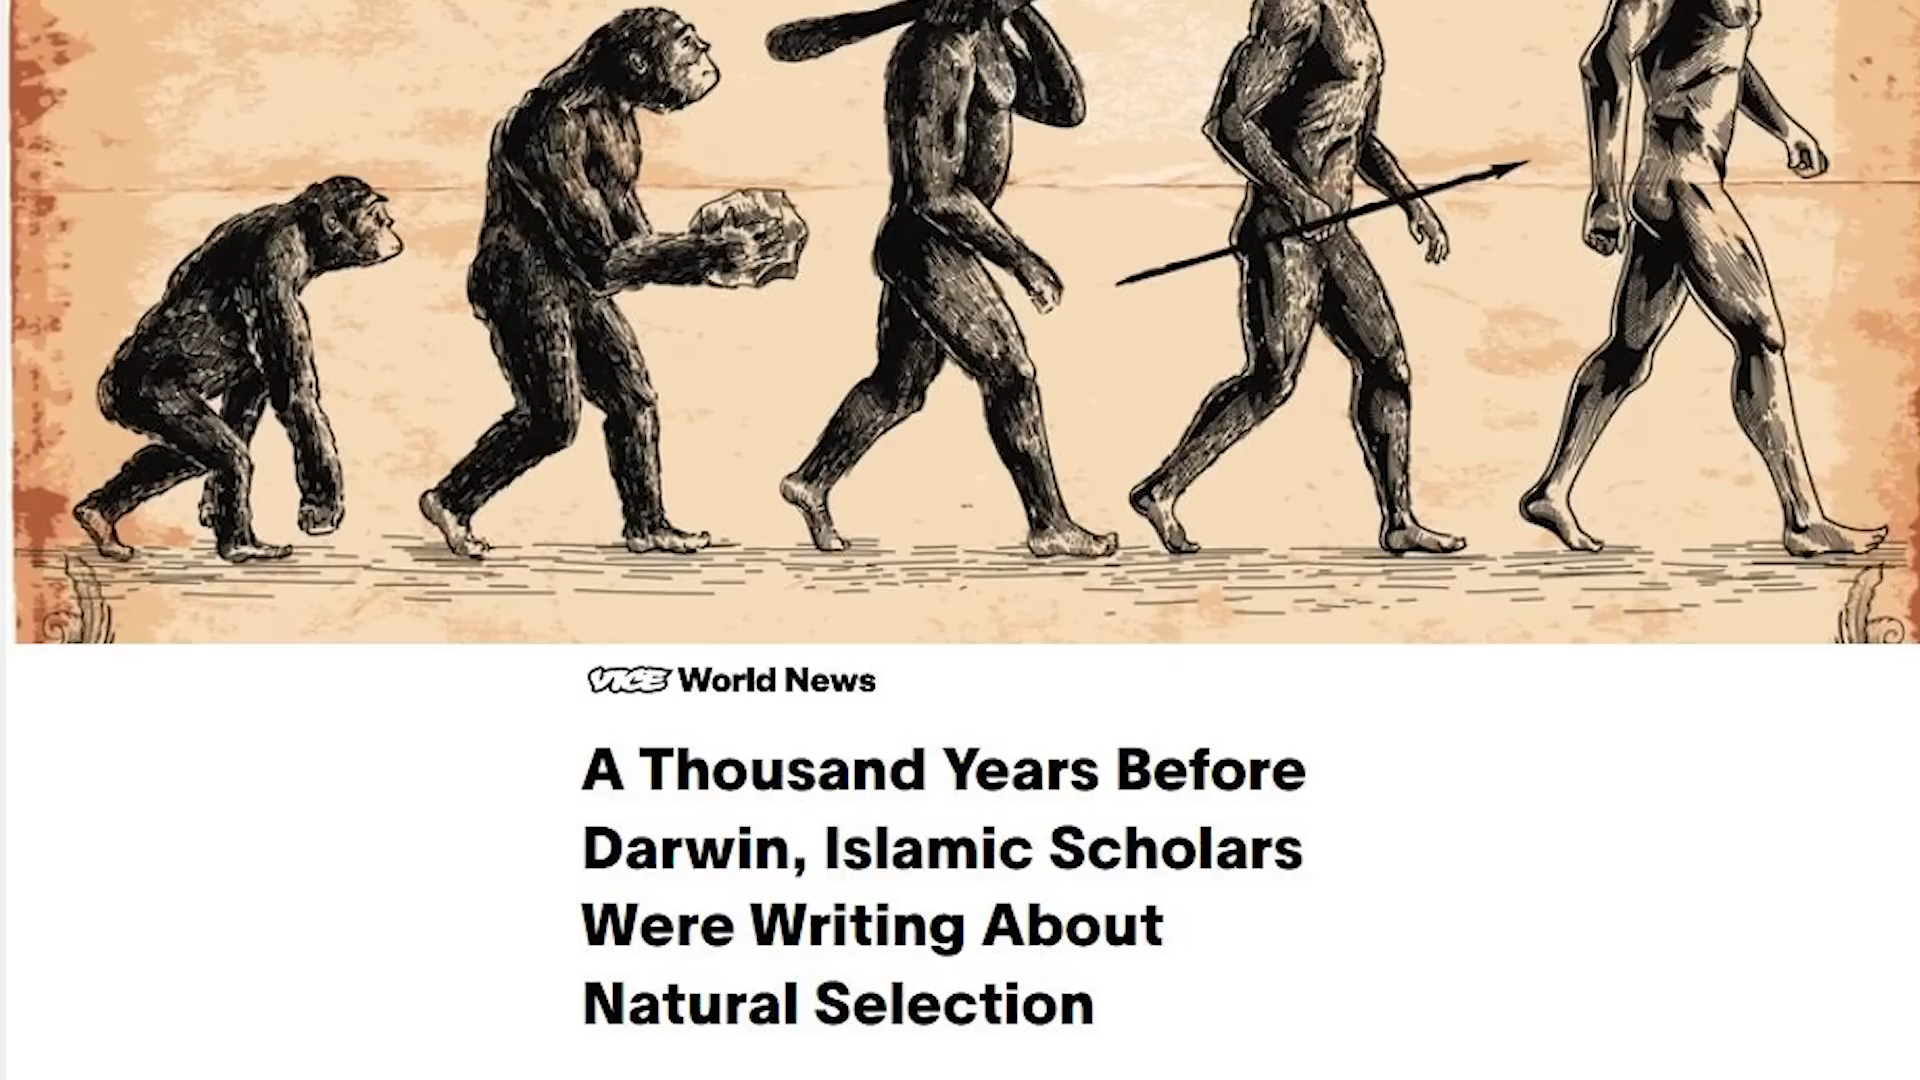 VICE World News
A Thousand Years Before
Darwin, Islamic Scholars
Were Writing About
Natural Selection